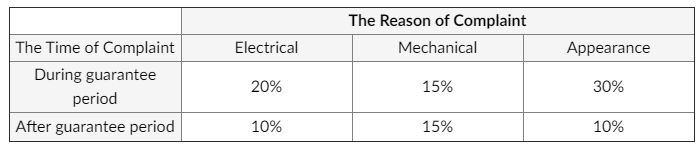 The Reason of Complaint
The Time of Complaint Electrical Mechanical Appearance
During guarantee
period 20% 15% 30%
After guarantee period 10% 15% 10%